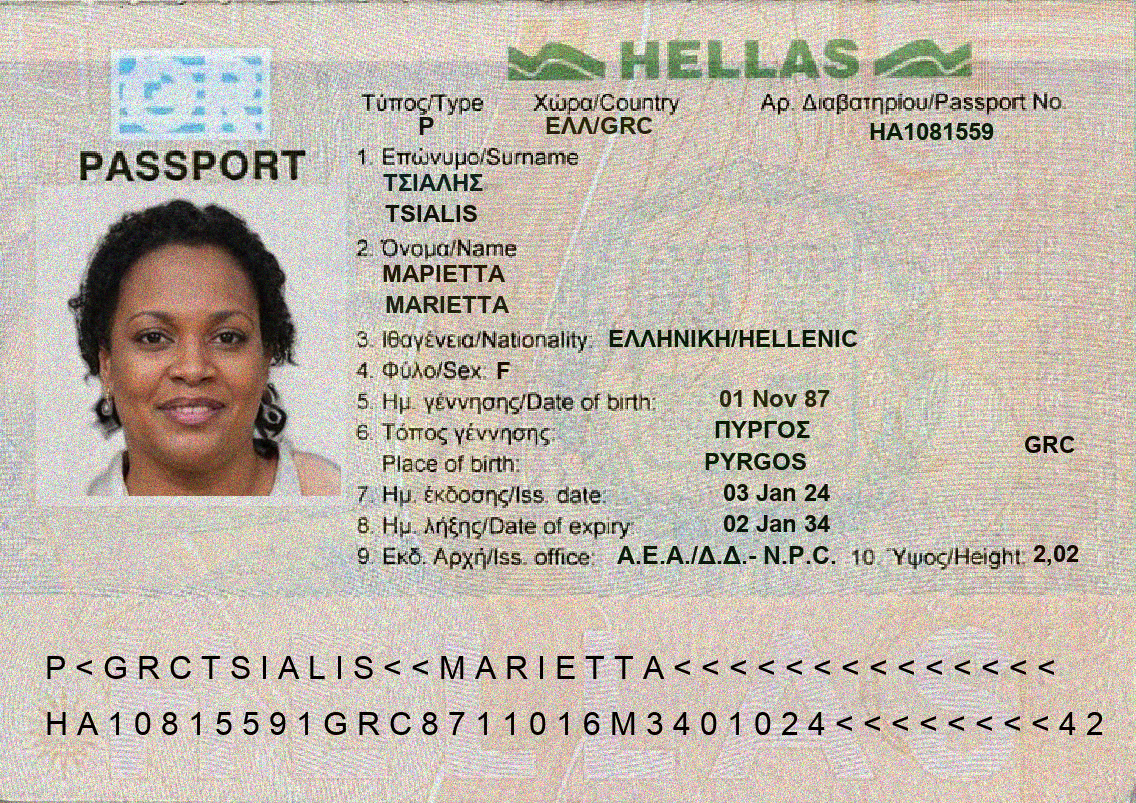 HELLAS
Τύπος/Type Χώρα/Country Αρ. Διαβατηρίου/Passport No.
P ΕΛΛ/GRC HA1081559
PASSPORT
1. Επώνυμο/Surname
ΤΣΙΑΛΗΣ
TSIALIS
2. Όνομα/Name
ΜΑΡΙΕΤΤΑ
MARIETTA
3. Ιθαγένεια/Nationality: ΕΛΛΗΝΙΚΗ/HELLENIC
4. Φύλο/Sex: F
5. Ημ. γέννησης/Date of birth: 01 Nov 87
6. Τόπος γέννησης: ΠΥΡΓΟΣ
Place of birth: PYRGOS GRC
7. Ημ. έκδοσης/Iss. date: 03 Jan 24
8. Ημ. λήξης/Date of expiry: 02 Jan 34
9 Εκδ. Αρχή/Iss. office: Α.Ε.Α./Δ.Δ.- N.P.C. 10. Ύψος/Height: 2,02
P<GRCTSIALIS<<MARIETTA<<<<<<<<<<<<<<
HA10815591GRC8711016M3401024<<<<<<<<42